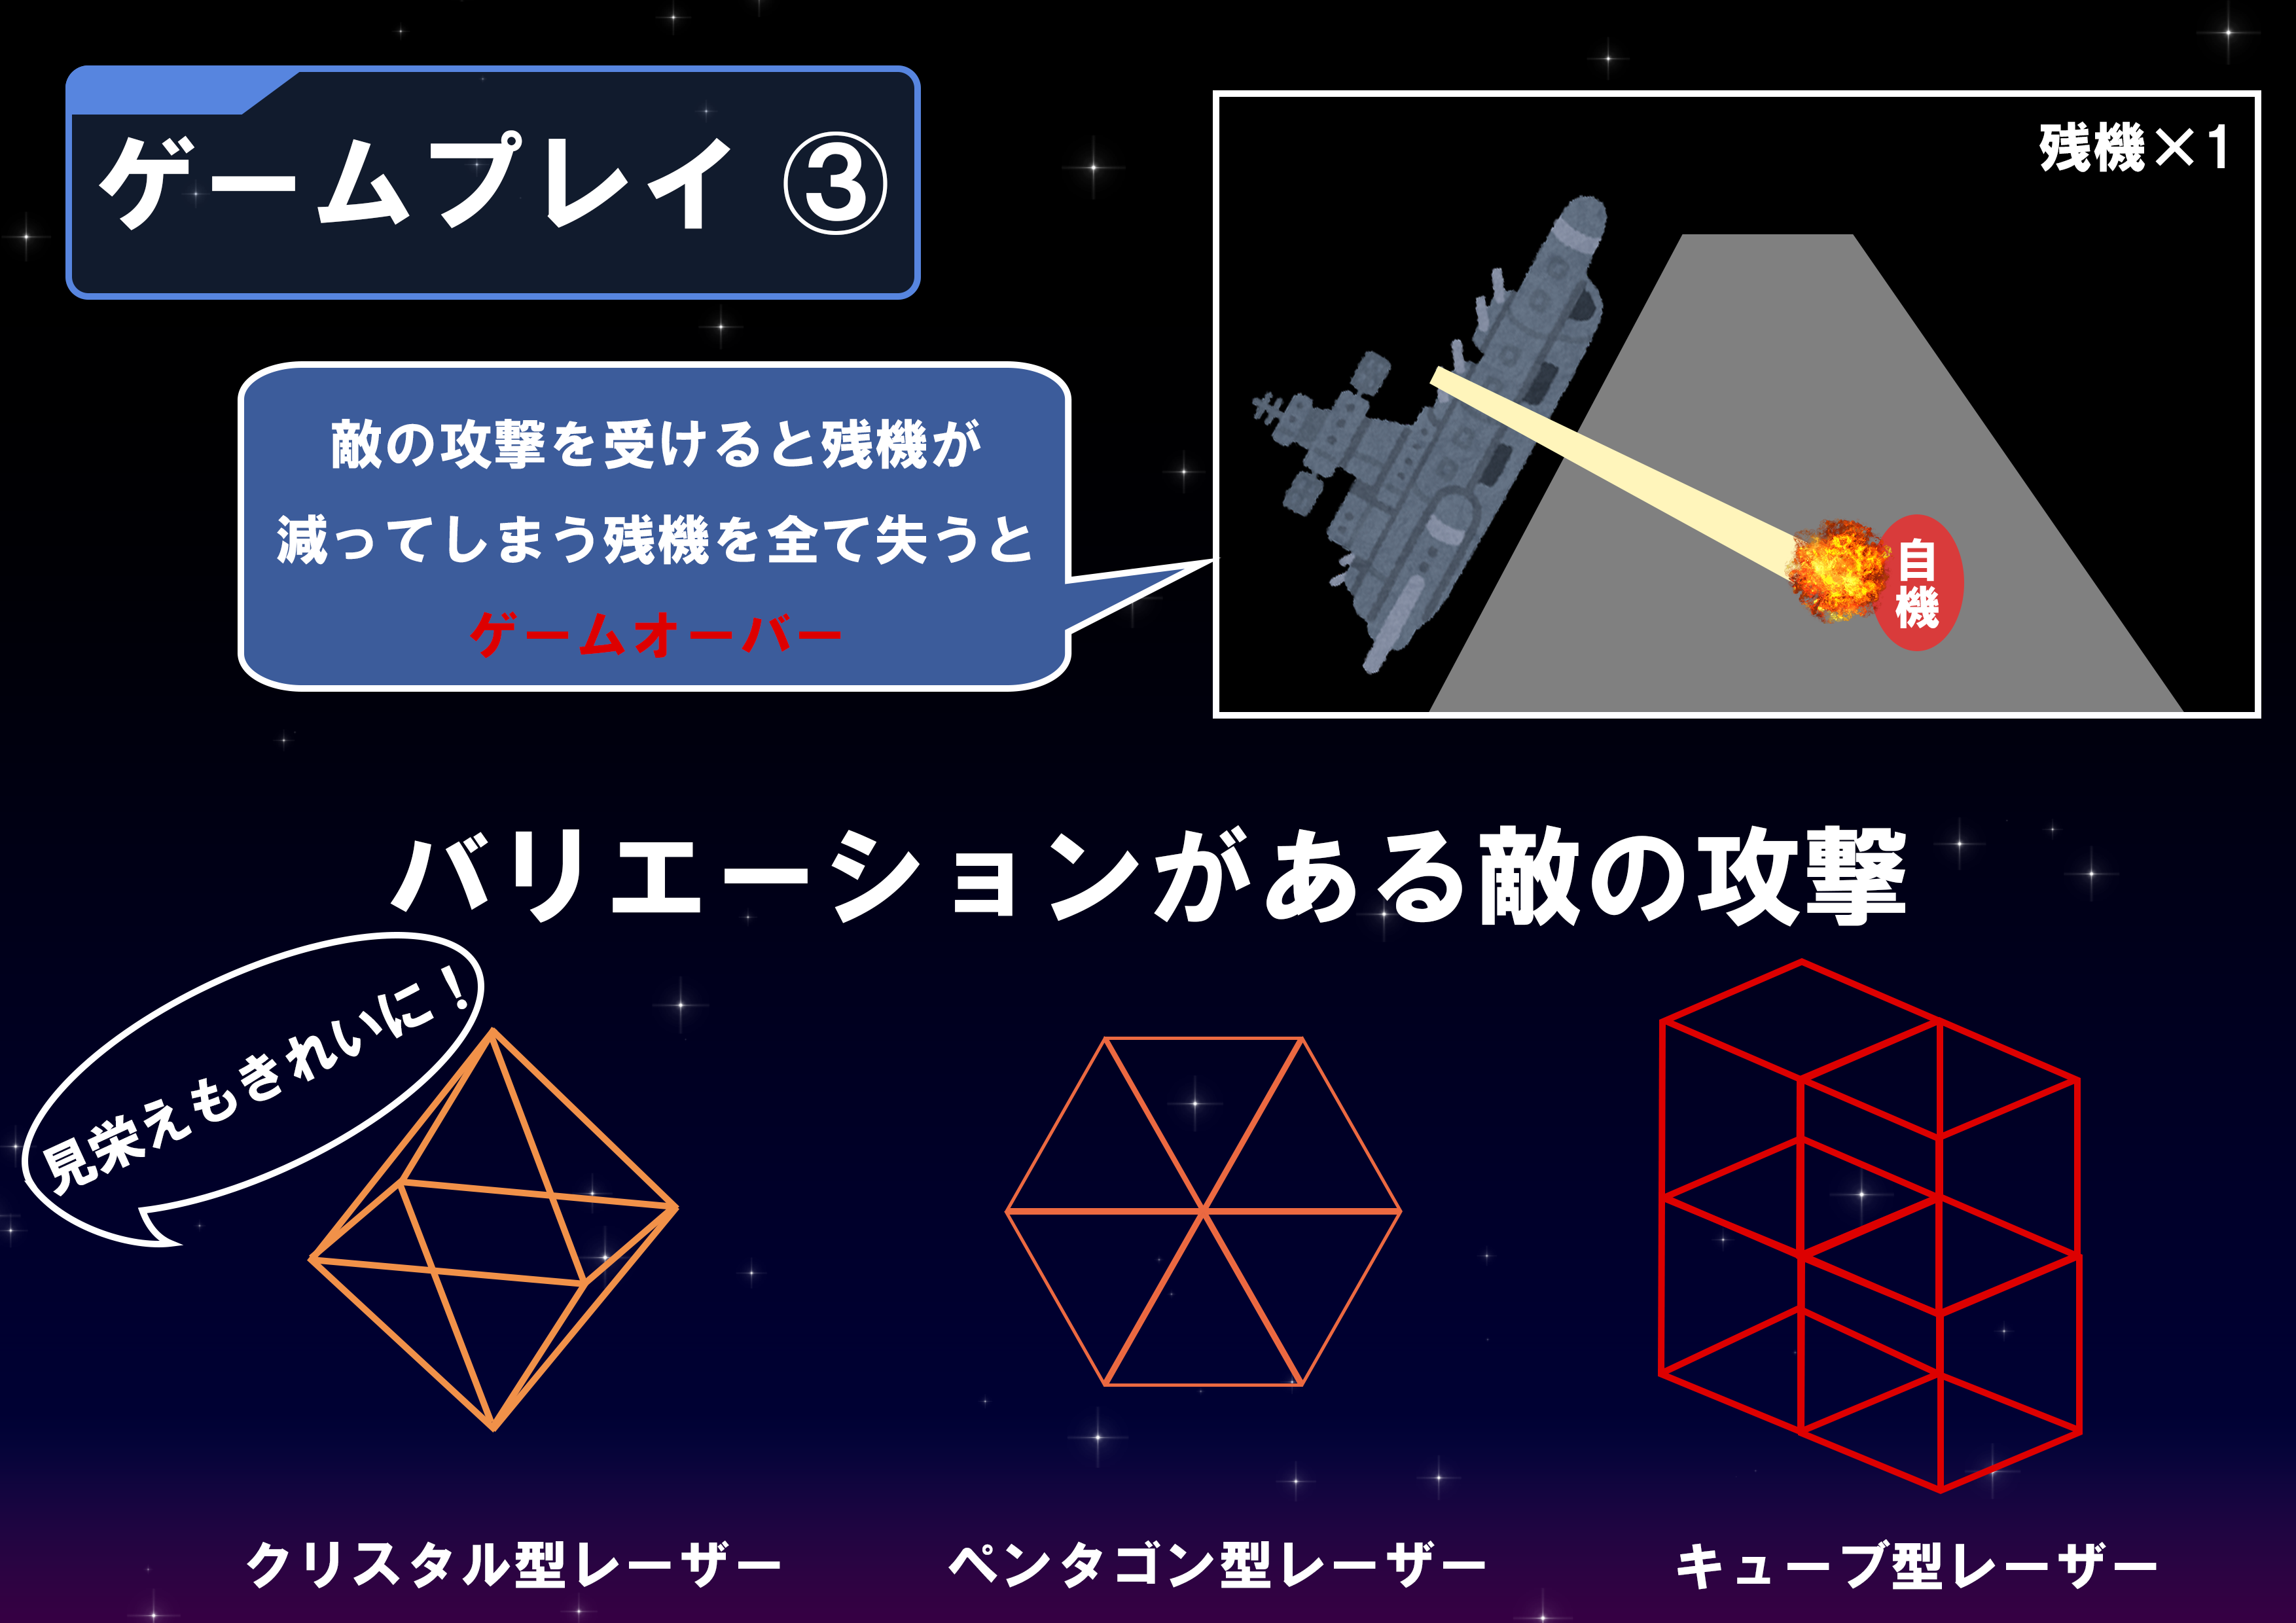 ゲームプレイ ③
残機×1
敵の攻撃を受けると残機が
減ってしまう残機を全て失うと
ゲームオーバー
自機
バリエーションがある敵の攻撃
見栄えもきれいに！
クリスタル型レーザー
ペンタゴン型レーザー
キューブ型レーザー